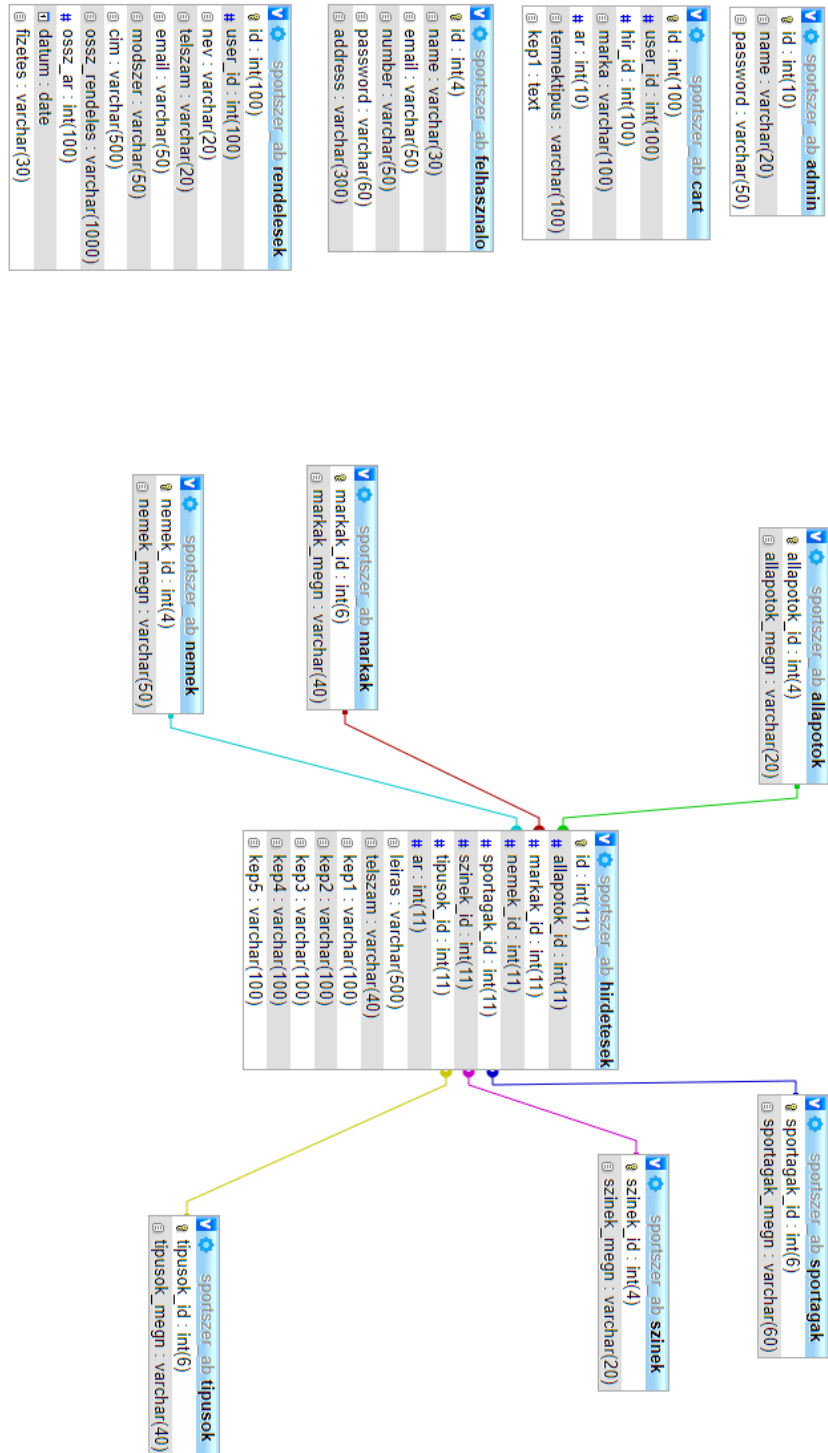 sportszer_ab admin
id : int(10)
name : varchar(20)
password : varchar(50)
sportszer_ab cart
id : int(100)
# user_id : int(100)
# hir_id : int(100)
marka : varchar(100)
# ar : int(10)
termektipus : varchar(100)
kep1 : text
sportszer_ab felhasznalo
id : int(4)
name : varchar(30)
email : varchar(50)
number : varchar(50)
password : varchar(60)
address : varchar(300)
sportszer_ab rendelesek
id : int(100)
# user_id : int(100)
nev : varchar(20)
telszam : varchar(20)
email : varchar(50)
modszer : varchar(50)
cim : varchar(500)
ossz_rendeles : varchar(1000)
# ossz_ar : int(100)
datum : date
fizetes : varchar(30)
sportszer_ab allapotok
allapotok_id : int(4)
allapotok_megn : varchar(20)
sportszer_ab markak
markak_id : int(6)
markak_megn : varchar(40)
sportszer_ab nemek
nemek_id : int(4)
nemek_megn : varchar(50)
sportszer_ab hirdetesek
id : int(11)
# allapotok_id : int(11)
# markak_id : int(11)
# nemek_id : int(11)
# sportagak_id : int(11)
# szinek_id : int(11)
# tipusok_id : int(11)
# ar : int(11)
leiras : varchar(500)
telszam : varchar(40)
kep1 : varchar(100)
kep2 : varchar(100)
kep3 : varchar(100)
kep4 : varchar(100)
kep5 : varchar(100)
sportszer_ab sportagak
sportagak_id : int(6)
sportagak_megn : varchar(60)
sportszer_ab szinek
szinek_id : int(4)
szinek_megn : varchar(20)
sportszer_ab tipusok
tipusok_id : int(6)
tipusok_megn : varchar(40)